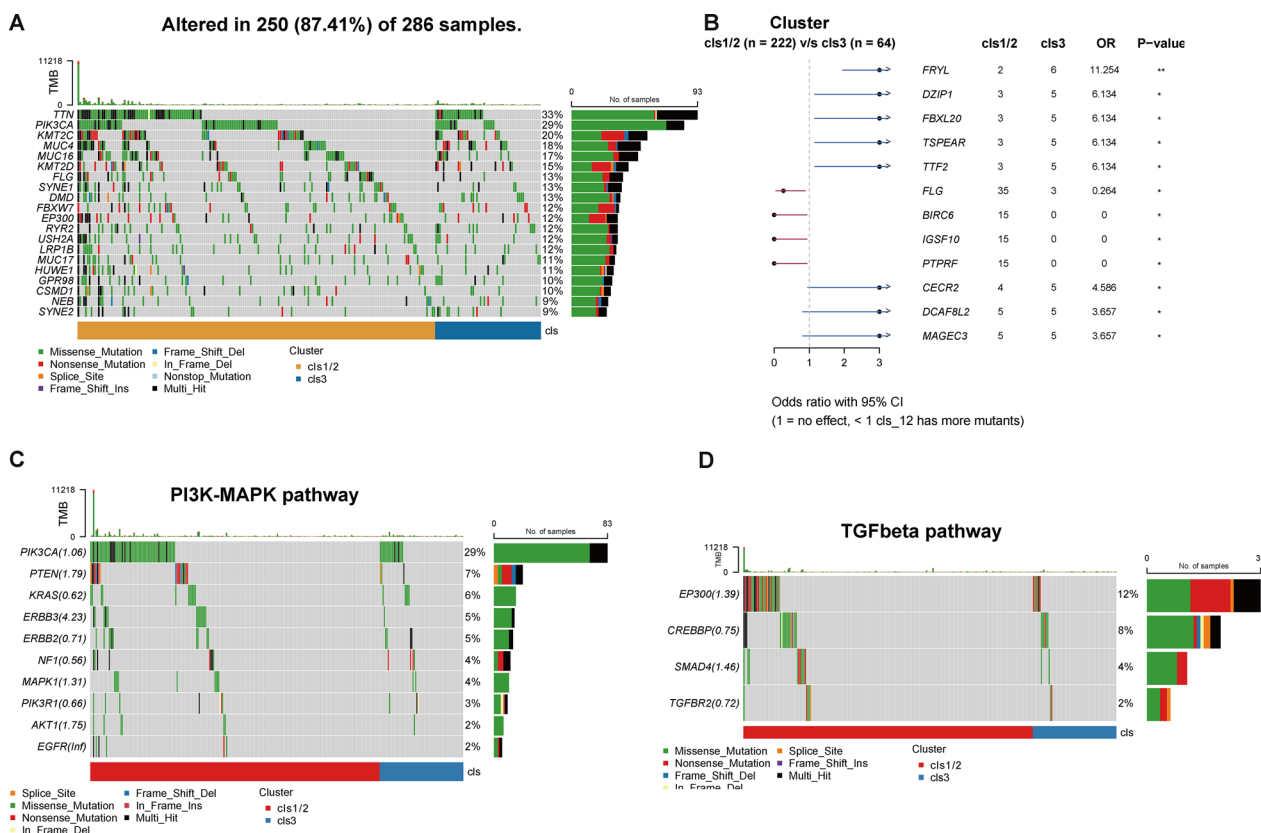 A
Altered in 250 (87.41%) of 286 samples.
11218
TMB
0
0 93
No. of samples
TTN 33%
PIK3CA 29%
KMT2C 20%
MUC4 18%
MUC16 17%
KMT2D 15%
FLG 13%
SYNE1 13%
DMD 12%
FBXW7 12%
EP300 12%
RYR2 12%
USH2A 12%
LRP1B 12%
MUC17 11%
HUWE1 11%
GPR98 10%
CSMD1 10%
NEB 9%
SYNE2 9%
cls
Missense_Mutation
Nonsense_Mutation
Splice_Site
Frame_Shift_Ins
Frame_Shift_Del
In_Frame_Del
Nonstop_Mutation
Multi_Hit
Cluster
cls1/2
cls3
B
Cluster
cls1/2 (n = 222) v/s cls3 (n = 64) cls1/2 cls3 OR P−value
FRYL 2 6 11.254 **
DZIP1 3 5 6.134 *
FBXL20 3 5 6.134 *
TSPEAR 3 5 6.134 *
TTF2 3 5 6.134 *
FLG 35 3 0.264 *
BIRC6 15 0 0 *
IGSF10 15 0 0 *
PTPRF 15 0 0 *
CECR2 4 5 4.586 *
DCAF8L2 5 5 3.657 *
MAGEC3 5 5 3.657 *
0 1 2 3
Odds ratio with 95% CI
(1 = no effect, < 1 cls_12 has more mutants)
C
PI3K-MAPK pathway
11218
TMB
0
0 83
No. of samples
PIK3CA(1.06) 29%
PTEN(1.79) 7%
KRAS(0.62) 6%
ERBB3(4.23) 5%
ERBB2(0.71) 5%
NF1(0.56) 4%
MAPK1(1.31) 4%
PIK3R1(0.66) 3%
AKT1(1.75) 2%
EGFR(Inf) 2%
cls
Splice_Site
Missense_Mutation
Nonsense_Mutation
In_Frame_Del
Frame_Shift_Del
In_Frame_Ins
Multi_Hit
Cluster
cls1/2
cls3
D
TGFbeta pathway
11218
TMB
0
0 3
No. of samples
EP300(1.39) 12%
CREBBP(0.75) 8%
SMAD4(1.46) 4%
TGFBR2(0.72) 2%
cls
Missense_Mutation
Nonsense_Mutation
Frame_Shift_Del
In_Frame_Del
Splice_Site
Frame_Shift_Ins
Multi_Hit
Cluster
cls1/2
cls3